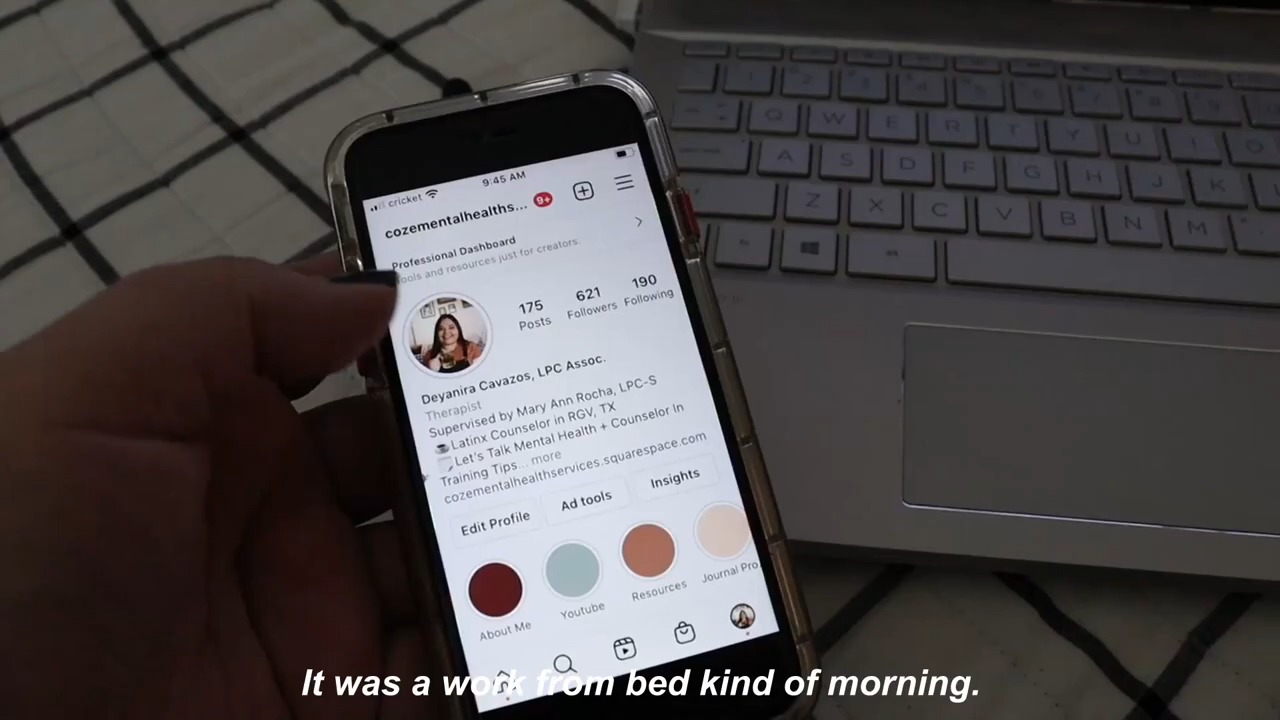 cricket
9:45 AM
cozementalhealths...
9+
Professional Dashboard
Tools and resources just for creators.
175
Posts
621
Followers
190
Following
Deyanira Cavazos, LPC Assoc.
Therapist
Supervised by Mary Ann Rocha, LPC-S
Latinx Counselor in RGV, TX
Let's Talk Mental Health + Counselor In
Training Tips... more
cozementalhealthservices.squarespace.com
Edit Profile
Ad tools
Insights
About Me
Youtube
Resources
Journal Pro
Q W E R T Y U I O
A S D F G H J K
Z X C V B N M
It was a work from bed kind of morning.